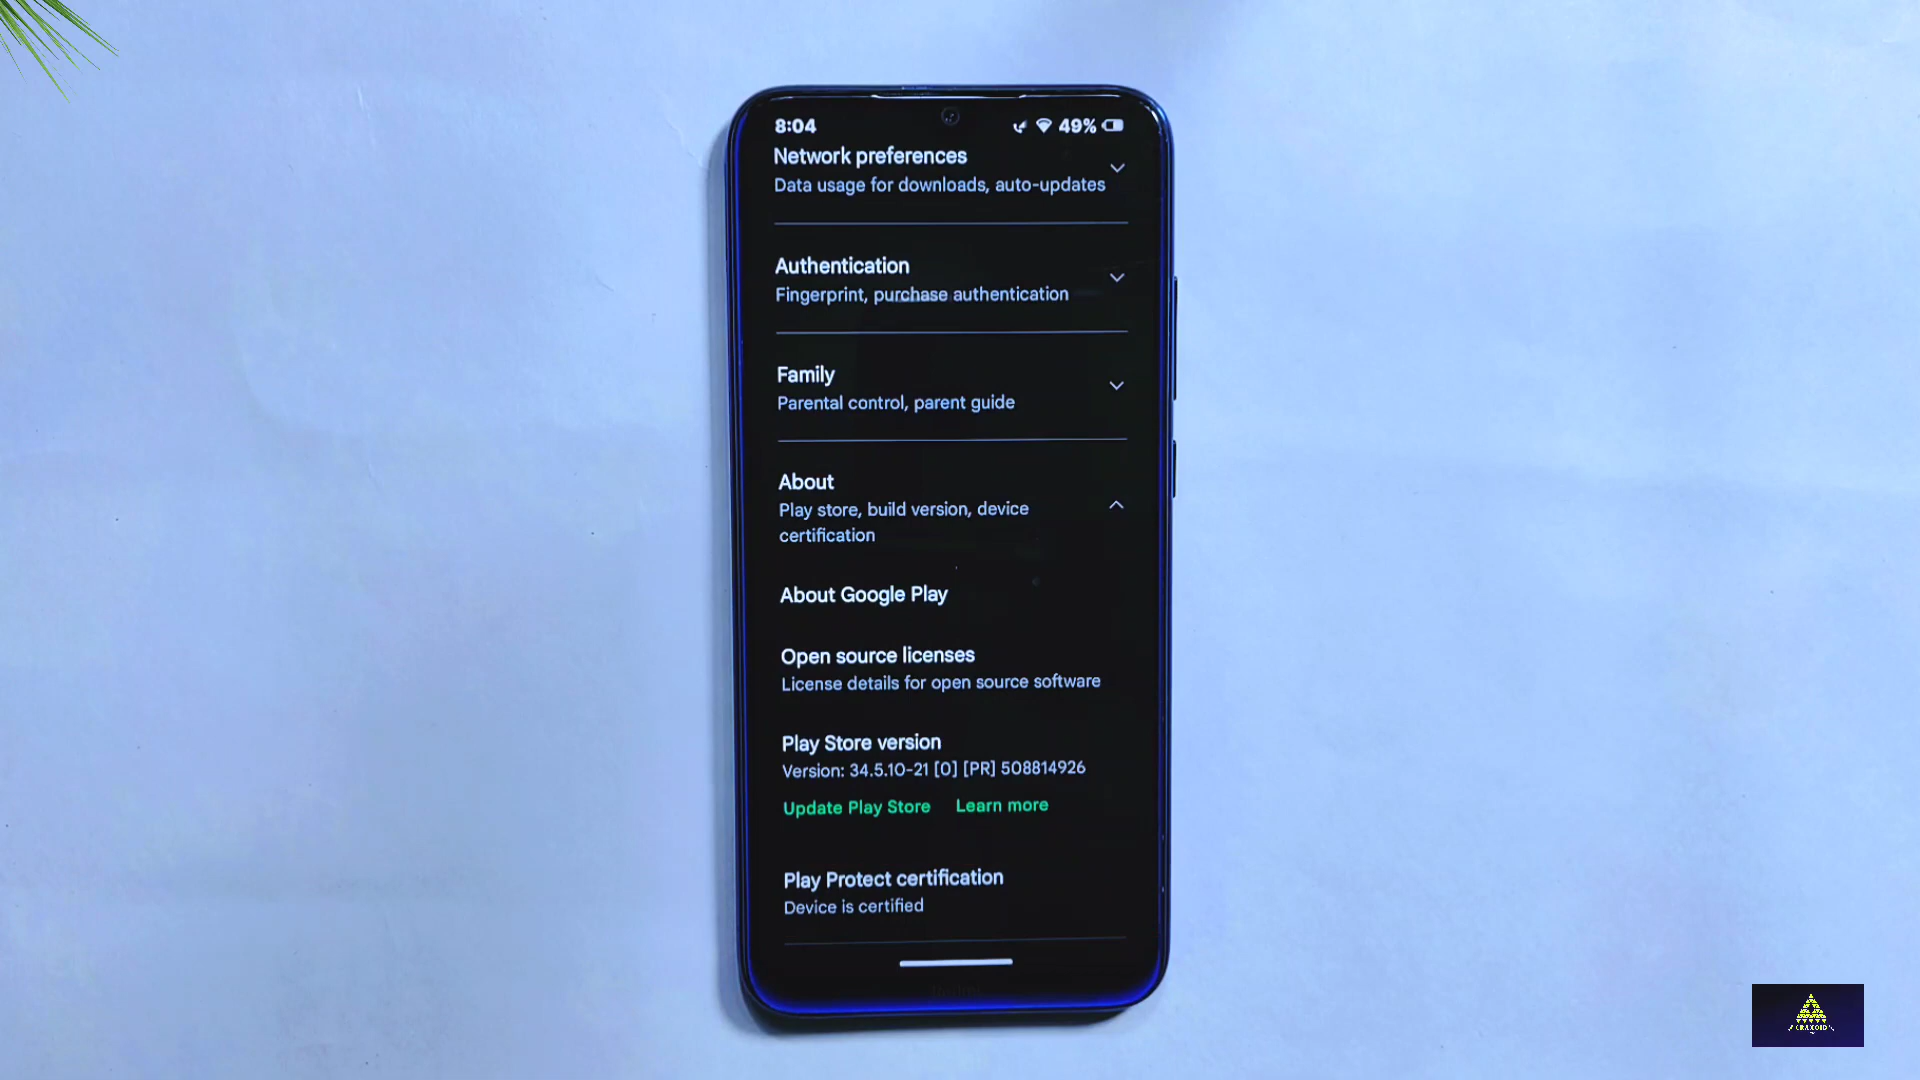 8:04
49%
Network preferences
Data usage for downloads, auto-updates
Authentication
Fingerprint, purchase authentication
Family
Parental control, parent guide
About
Play store, build version, device
certification
About Google Play
Open source licenses
License details for open source software
Play Store version
Version: 34.5.10-21 [0] [PR] 508814926
Update Play Store Learn more
Play Protect certification
Device is certified
CRAXOID